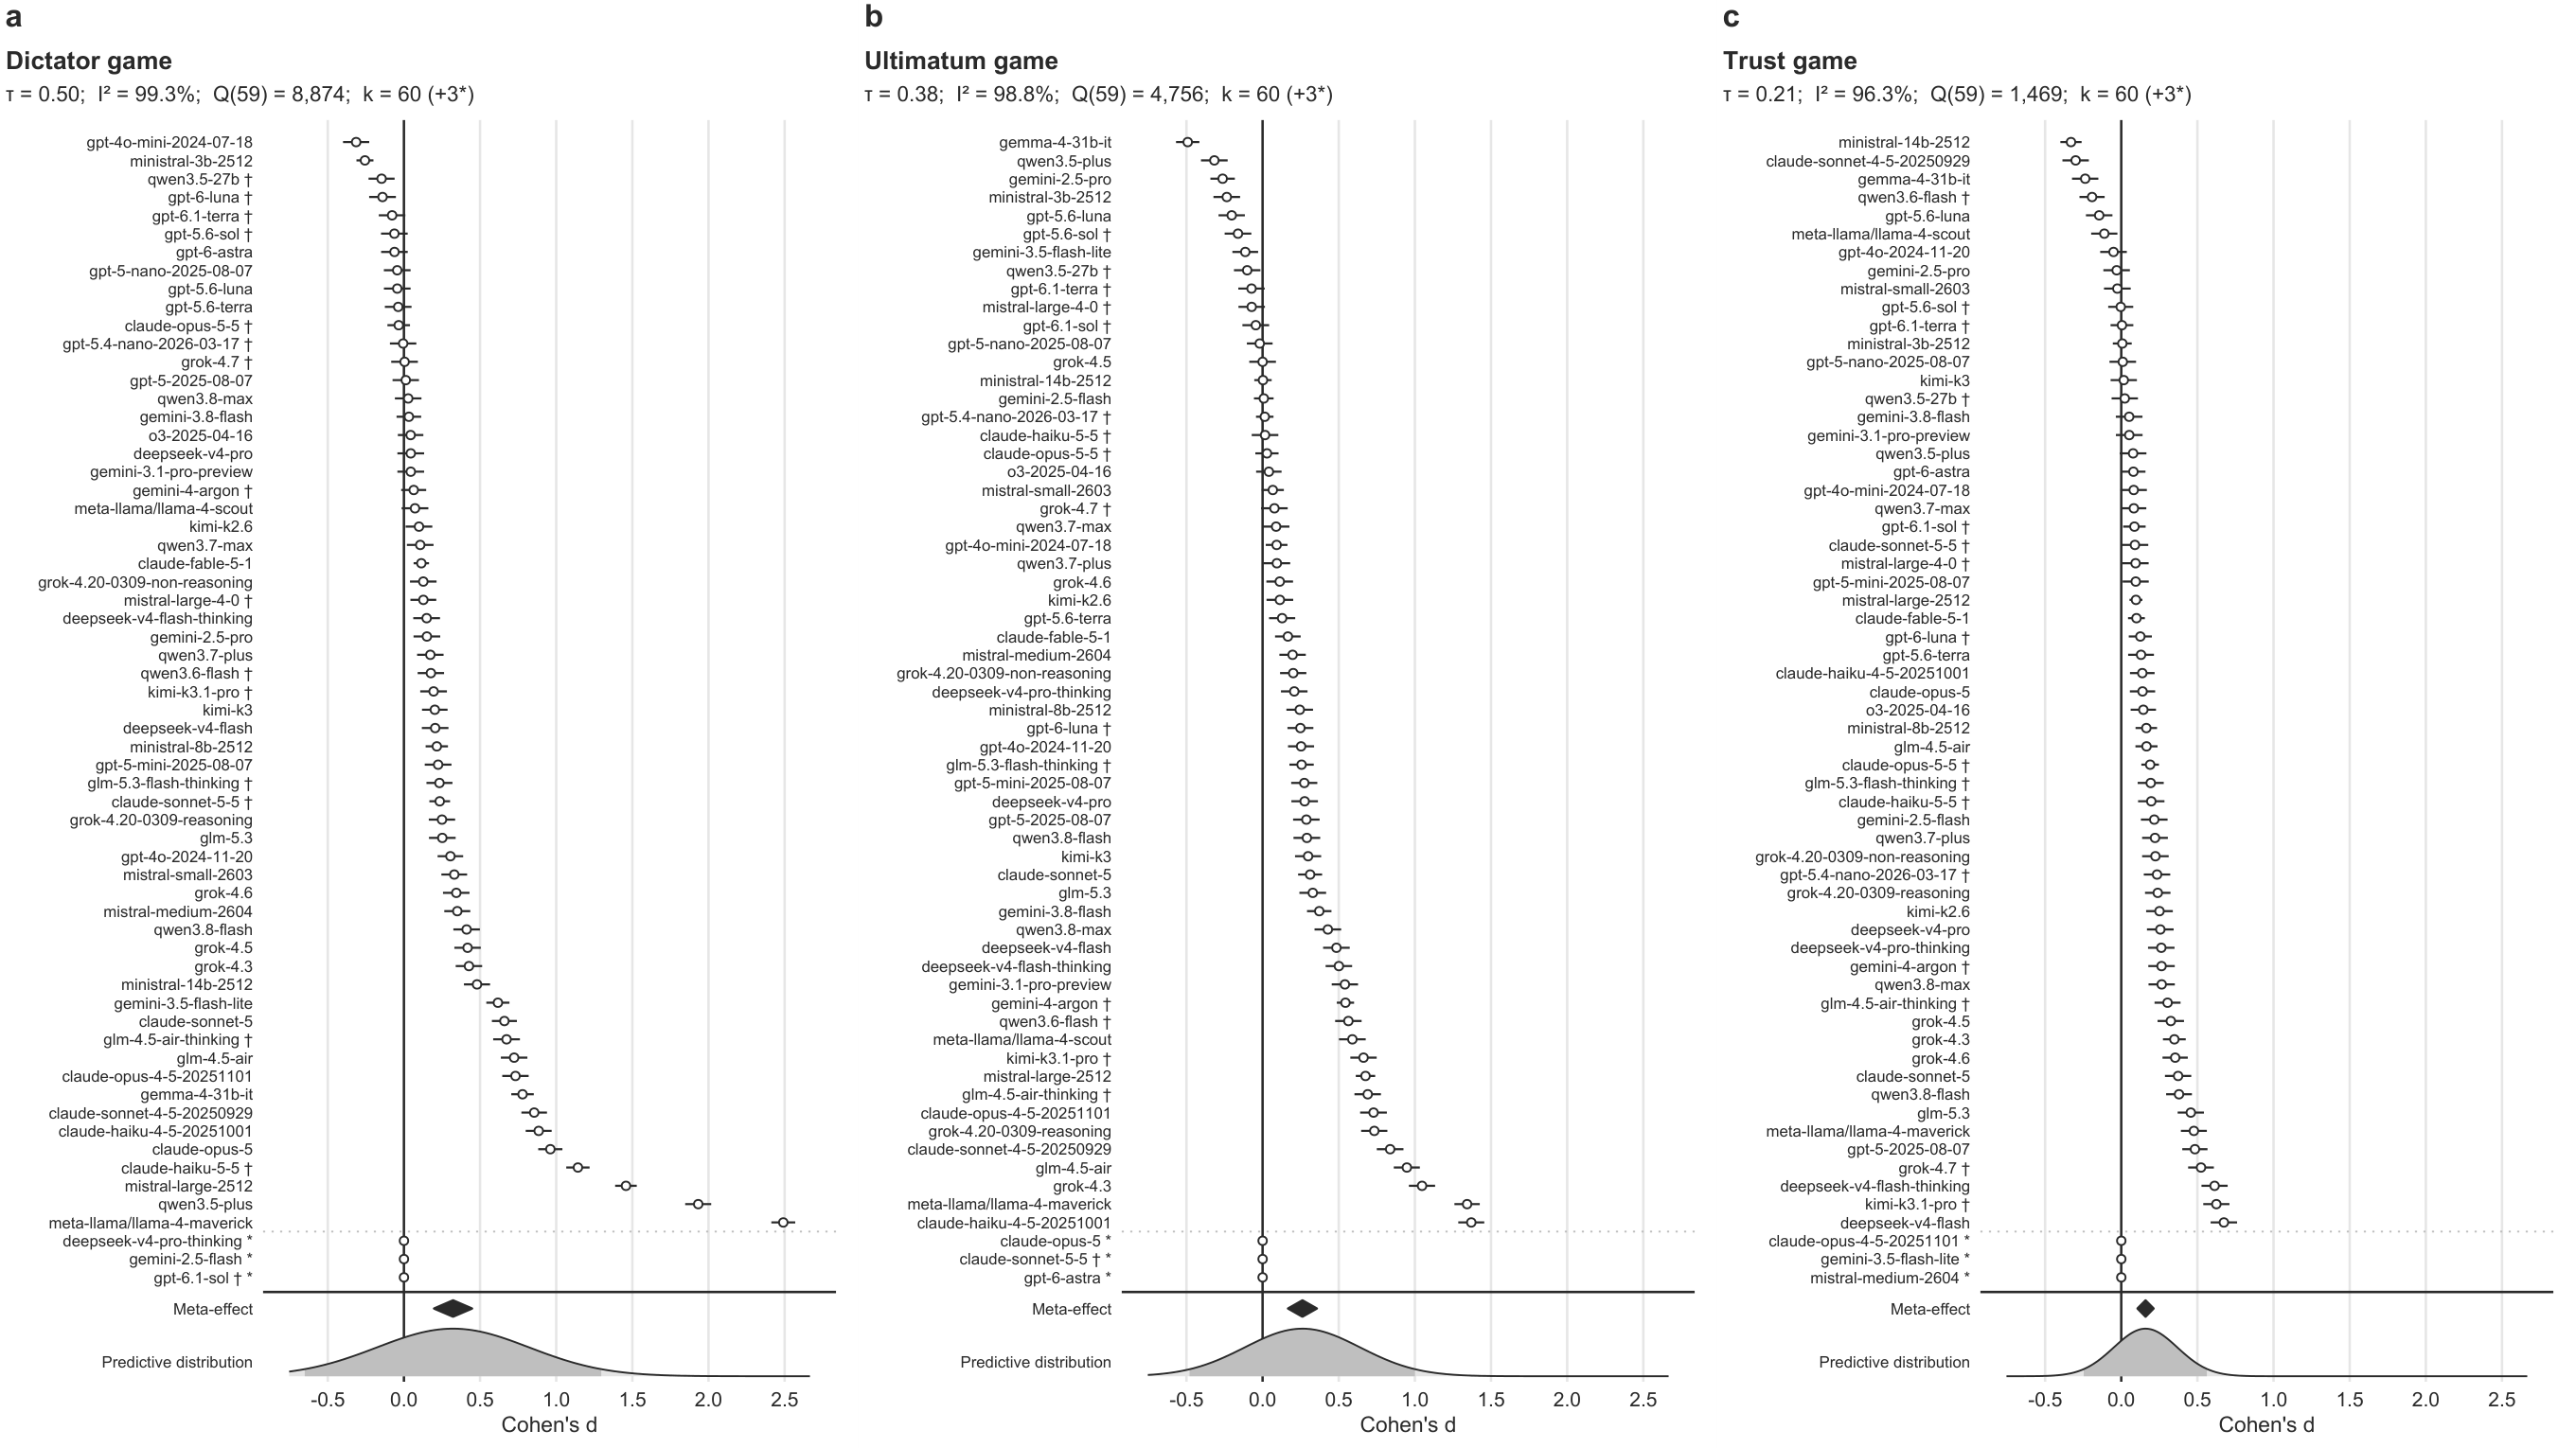 a
Dictator game
τ = 0.50; I² = 99.3%; Q(59) = 8,874; k = 60 (+3*)
gpt-4o-mini-2024-07-18
ministral-3b-2512
qwen3.5-27b †
gpt-6-luna †
gpt-6.1-terra †
gpt-5.6-sol †
gpt-6-astra
gpt-5-nano-2025-08-07
gpt-5.6-luna
gpt-5.6-terra
claude-opus-5-5 †
gpt-5.4-nano-2026-03-17 †
grok-4.7 †
gpt-5-2025-08-07
qwen3.8-max
gemini-3.8-flash
o3-2025-04-16
deepseek-v4-pro
gemini-3.1-pro-preview
gemini-4-argon †
meta-llama/llama-4-scout
kimi-k2.6
qwen3.7-max
claude-fable-5-1
grok-4.20-0309-non-reasoning
mistral-large-4-0 †
deepseek-v4-flash-thinking
gemini-2.5-pro
qwen3.7-plus
qwen3.6-flash †
kimi-k3.1-pro †
kimi-k3
deepseek-v4-flash
ministral-8b-2512
gpt-5-mini-2025-08-07
glm-5.3-flash-thinking †
claude-sonnet-5-5 †
grok-4.20-0309-reasoning
glm-5.3
gpt-4o-2024-11-20
mistral-small-2603
grok-4.6
mistral-medium-2604
qwen3.8-flash
grok-4.5
grok-4.3
ministral-14b-2512
gemini-3.5-flash-lite
claude-sonnet-5
glm-4.5-air-thinking †
glm-4.5-air
claude-opus-4-5-20251101
gemma-4-31b-it
claude-sonnet-4-5-20250929
claude-haiku-4-5-20251001
claude-opus-5
claude-haiku-5-5 †
mistral-large-2512
qwen3.5-plus
meta-llama/llama-4-maverick
deepseek-v4-pro-thinking *
gemini-2.5-flash *
gpt-6.1-sol † *
Meta-effect
Predictive distribution
-0.5 0.0 0.5 1.0 1.5 2.0 2.5
Cohen's d
b
Ultimatum game
τ = 0.38; I² = 98.8%; Q(59) = 4,756; k = 60 (+3*)
gemma-4-31b-it
qwen3.5-plus
gemini-2.5-pro
ministral-3b-2512
gpt-5.6-luna
gpt-5.6-sol †
gemini-3.5-flash-lite
qwen3.5-27b †
gpt-6.1-terra †
mistral-large-4-0 †
gpt-6.1-sol †
gpt-5-nano-2025-08-07
grok-4.5
ministral-14b-2512
gemini-2.5-flash
gpt-5.4-nano-2026-03-17 †
claude-haiku-5-5 †
claude-opus-5-5 †
o3-2025-04-16
mistral-small-2603
grok-4.7 †
qwen3.7-max
gpt-4o-mini-2024-07-18
qwen3.7-plus
grok-4.6
kimi-k2.6
gpt-5.6-terra
claude-fable-5-1
mistral-medium-2604
grok-4.20-0309-non-reasoning
deepseek-v4-pro-thinking
ministral-8b-2512
gpt-6-luna †
gpt-4o-2024-11-20
glm-5.3-flash-thinking †
gpt-5-mini-2025-08-07
deepseek-v4-pro
gpt-5-2025-08-07
qwen3.8-flash
kimi-k3
claude-sonnet-5
glm-5.3
gemini-3.8-flash
qwen3.8-max
deepseek-v4-flash
deepseek-v4-flash-thinking
gemini-3.1-pro-preview
gemini-4-argon †
qwen3.6-flash †
meta-llama/llama-4-scout
kimi-k3.1-pro †
mistral-large-2512
glm-4.5-air-thinking †
claude-opus-4-5-20251101
grok-4.20-0309-reasoning
claude-sonnet-4-5-20250929
glm-4.5-air
grok-4.3
meta-llama/llama-4-maverick
claude-haiku-4-5-20251001
claude-opus-5 *
claude-sonnet-5-5 † *
gpt-6-astra *
Meta-effect
Predictive distribution
-0.5 0.0 0.5 1.0 1.5 2.0 2.5
Cohen's d
c
Trust game
τ = 0.21; I² = 96.3%; Q(59) = 1,469; k = 60 (+3*)
ministral-14b-2512
claude-sonnet-4-5-20250929
gemma-4-31b-it
qwen3.6-flash †
gpt-5.6-luna
meta-llama/llama-4-scout
gpt-4o-2024-11-20
gemini-2.5-pro
mistral-small-2603
gpt-5.6-sol †
gpt-6.1-terra †
ministral-3b-2512
gpt-5-nano-2025-08-07
kimi-k3
qwen3.5-27b †
gemini-3.8-flash
gemini-3.1-pro-preview
qwen3.5-plus
gpt-6-astra
gpt-4o-mini-2024-07-18
qwen3.7-max
gpt-6.1-sol †
claude-sonnet-5-5 †
mistral-large-4-0 †
gpt-5-mini-2025-08-07
mistral-large-2512
claude-fable-5-1
gpt-6-luna †
gpt-5.6-terra
claude-haiku-4-5-20251001
claude-opus-5
o3-2025-04-16
ministral-8b-2512
glm-4.5-air
claude-opus-5-5 †
glm-5.3-flash-thinking †
claude-haiku-5-5 †
gemini-2.5-flash
qwen3.7-plus
grok-4.20-0309-non-reasoning
gpt-5.4-nano-2026-03-17 †
grok-4.20-0309-reasoning
kimi-k2.6
deepseek-v4-pro
deepseek-v4-pro-thinking
gemini-4-argon †
qwen3.8-max
glm-4.5-air-thinking †
grok-4.5
grok-4.3
grok-4.6
claude-sonnet-5
qwen3.8-flash
glm-5.3
meta-llama/llama-4-maverick
gpt-5-2025-08-07
grok-4.7 †
deepseek-v4-flash-thinking
kimi-k3.1-pro †
deepseek-v4-flash
claude-opus-4-5-20251101 *
gemini-3.5-flash-lite *
mistral-medium-2604 *
Meta-effect
Predictive distribution
-0.5 0.0 0.5 1.0 1.5 2.0 2.5
Cohen's d